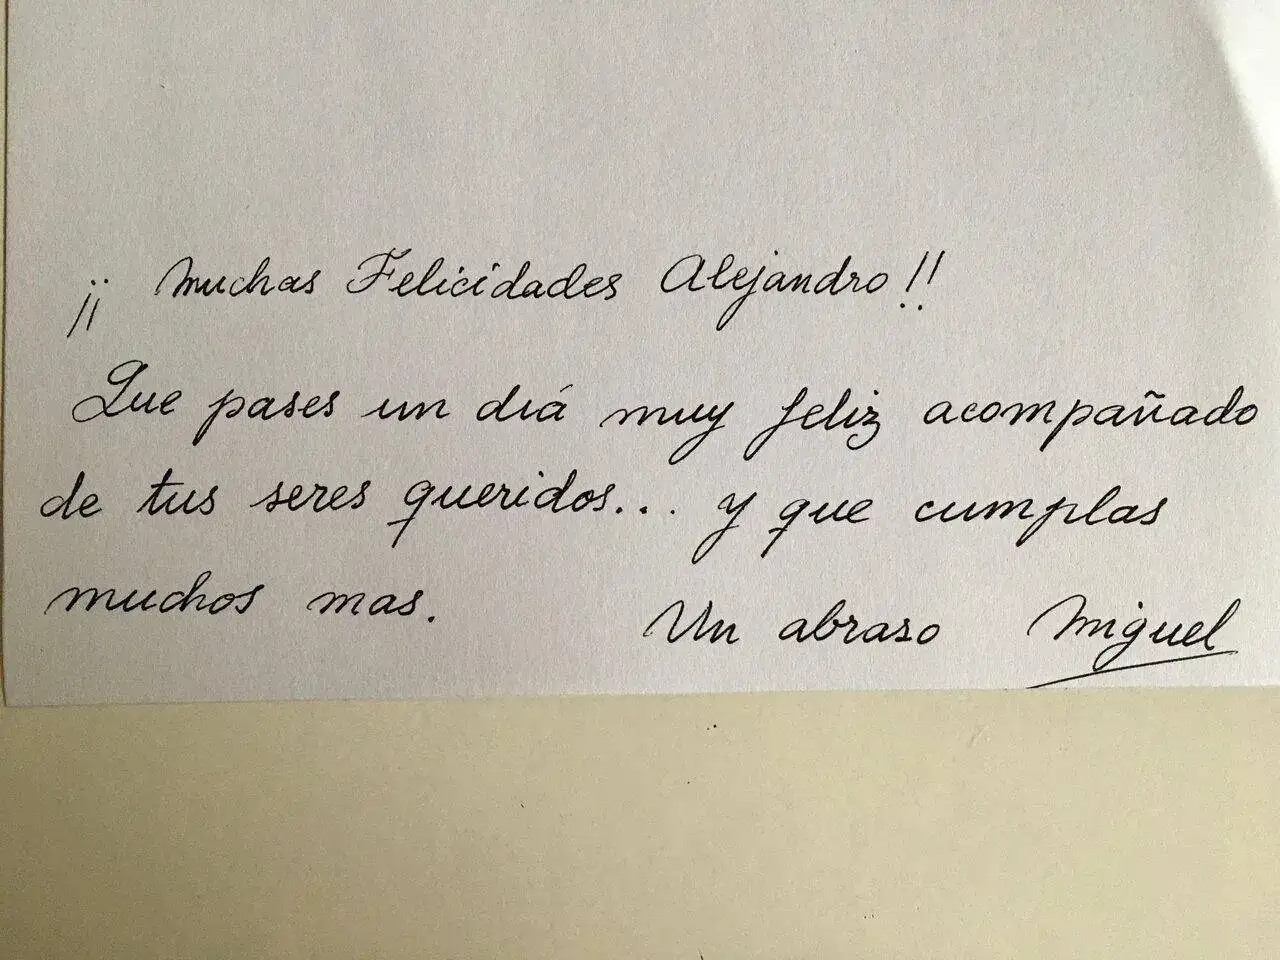 ¡¡ Muchas Felicidades Alejandro!!
Que pases un diá muy feliz acompañado
de tus seres queridos... y que cumplas
muchos mas. Un abraso Miguel